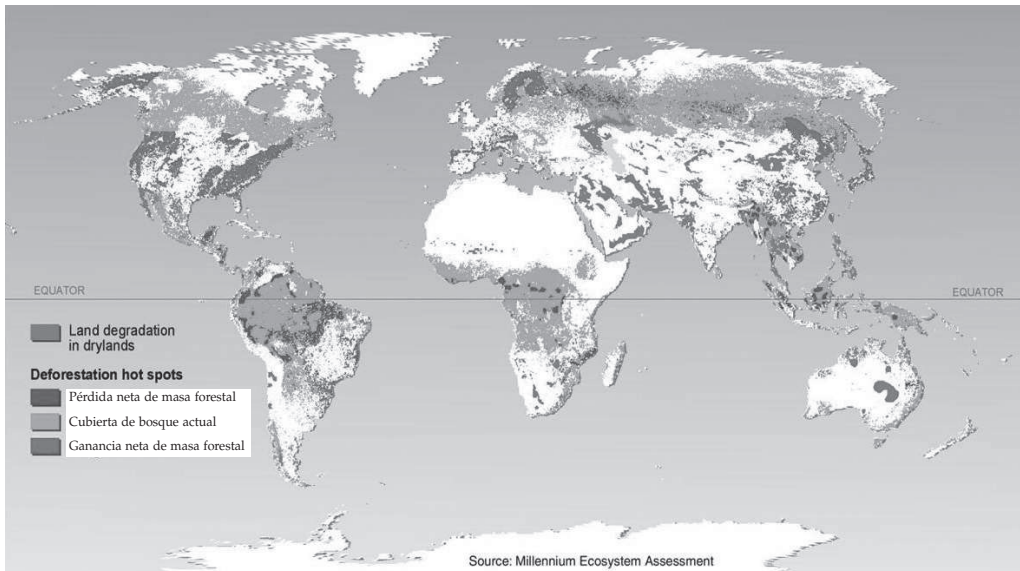 EQUATOR
EQUATOR
Land degradation
in drylands
Deforestation hot spots
Pérdida neta de masa forestal
Cubierta de bosque actual
Ganancia neta de masa forestal
Source: Millennium Ecosystem Assessment